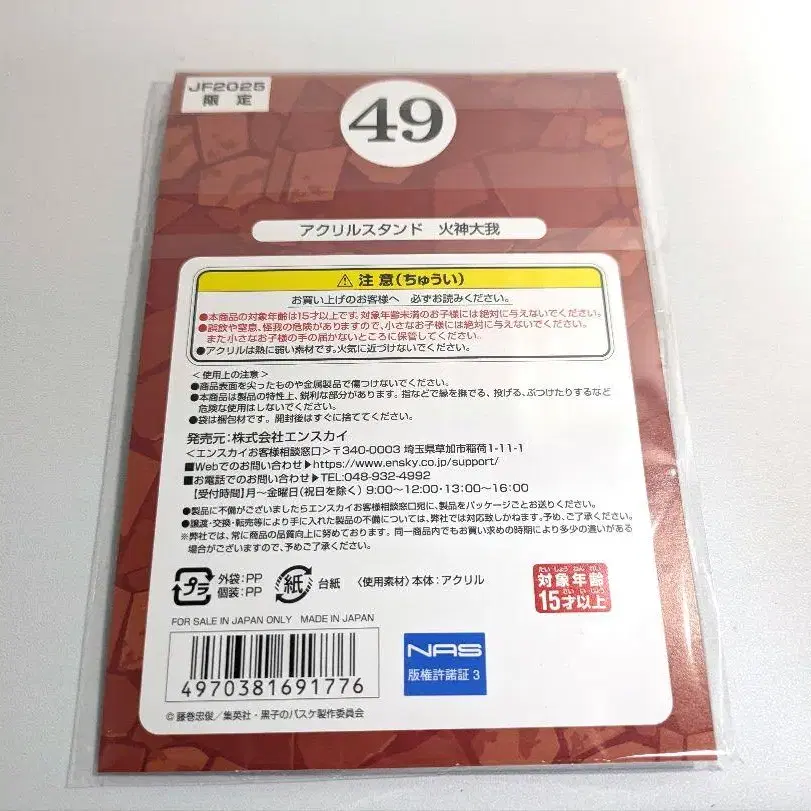 JF2025
限 定
49
アクリルスタンド 火神大我
⚠ 注意(ちゅうい)
お買い上げのお客様へ 必ずお読みください。
●本商品の対象年齢は15才以上です。対象年齢未満のお子様には絶対に与えないでください。
●誤飲や窒息、怪我の危険がありますので、小さなお子様には絶対に与えないでください。
また小さなお子様の手の届かないところに保管してください。
●アクリルは熱に弱い素材です。火気に近づけないでください。
<使用上の注意>
●商品表面を尖ったものや金属製品で傷つけないでください。
●本商品は製品の特性上、鋭利な部分があります。指などで縁を撫でる、投げる、ぶつけたりするなど
危険な使用はしないでください。
●袋は梱包材です。開封後はすぐに捨ててください。
発売元:株式会社エンスカイ
<エンスカイお客様相談窓口>〒340-0003 埼玉県草加市稲荷1-11-1
■Webでのお問い合わせ▶https://www.ensky.co.jp/support/
■お電話でのお問い合わせ▶TEL:048-932-4992
【受付時間】月〜金曜日(祝日を除く) 9:00〜12:00・13:00〜16:00
●製品に不備がございましたらエンスカイお客様相談窓口宛に、製品をパッケージごとお送りください。
●譲渡・交換・転売等により手に入れた製品の不備については、弊社では対応致しかねます。予め、ご了承ください。
※弊社では、常に商品の品質向上に努めております。同一商品内でもお買い求めの時期により多少の違いがある
場合がございますので、予めご了承ください。
プラ
外袋:PP
個装:PP
紙
台紙
〈使用素材〉本体:アクリル
たいしょうねんれい
対象年齢
さい いじょう
15才以上
FOR SALE IN JAPAN ONLY MADE IN JAPAN
4970381691776
NAS
版権許諾証 3
© 藤巻忠俊／集英社・黒子のバスケ製作委員会